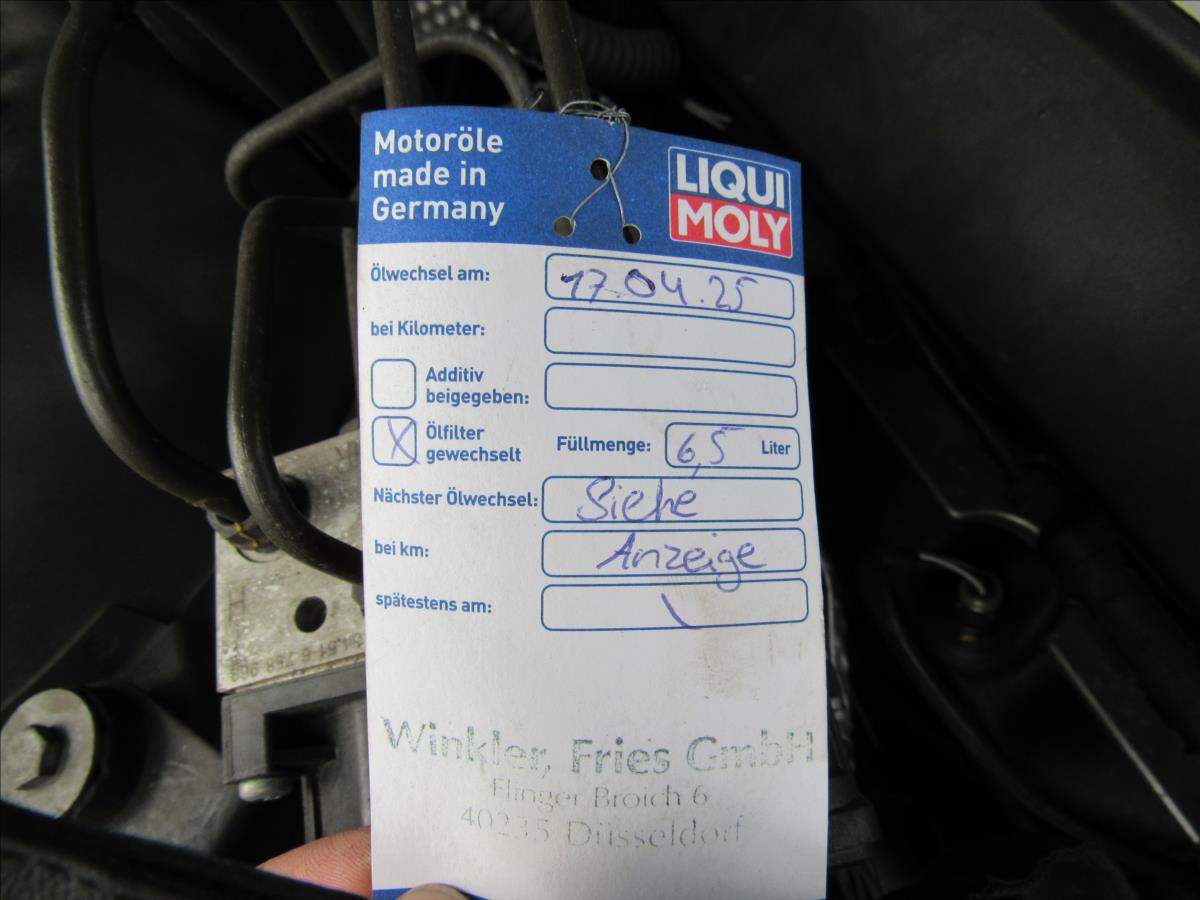 Motoröle
made in
Germany
LIQUI
MOLY
Ölwechsel am: 17.04.25
bei Kilometer:
Additiv
beigegeben:
X Ölfilter
gewechselt
Füllmenge: 6,5 Liter
Nächster Ölwechsel: Siehe
bei km: Anzeige
spätestens am:
Winkler, Fries GmbH
Flinger Broich 6
40235 Düsseldorf